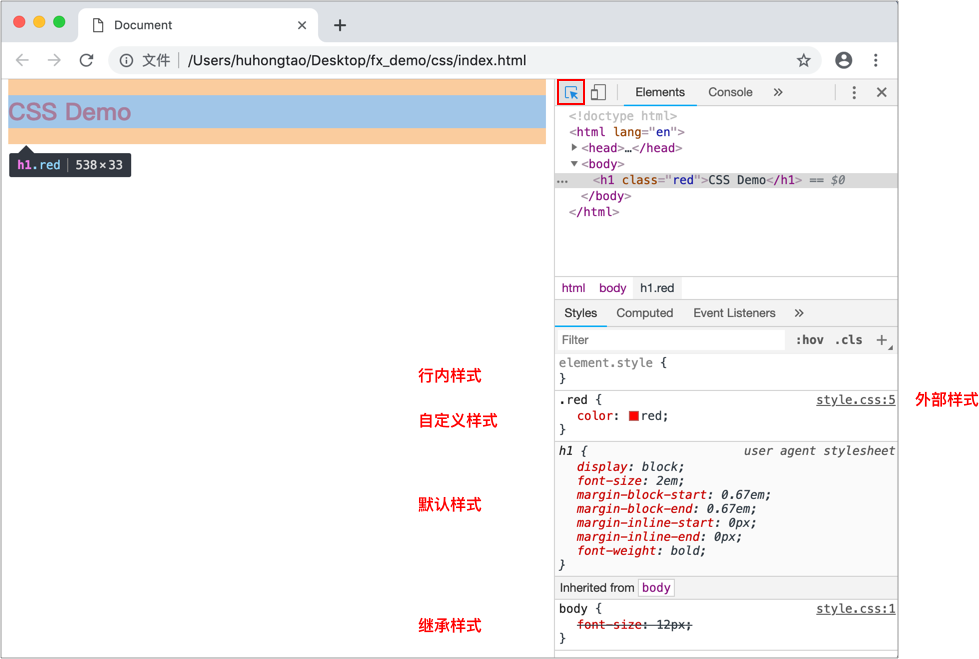 Document
文件 | /Users/huhongtao/Desktop/fx_demo/css/index.html
CSS Demo
h1.red | 538×33
Elements Console »
<!doctype html>
<html lang="en">
<head>…</head>
<body>
… <h1 class="red">CSS Demo</h1> == $0
</body>
</html>
html body h1.red
Styles Computed Event Listeners »
Filter :hov .cls +
element.style {
行内样式
}
.red { style.css:5
外部样式
自定义样式
color: red;
}
h1 { user agent stylesheet
display: block;
font-size: 2em;
margin-block-start: 0.67em;
默认样式
margin-block-end: 0.67em;
margin-inline-start: 0px;
margin-inline-end: 0px;
font-weight: bold;
}
Inherited from body
body { style.css:1
继承样式
font-size: 12px;
}